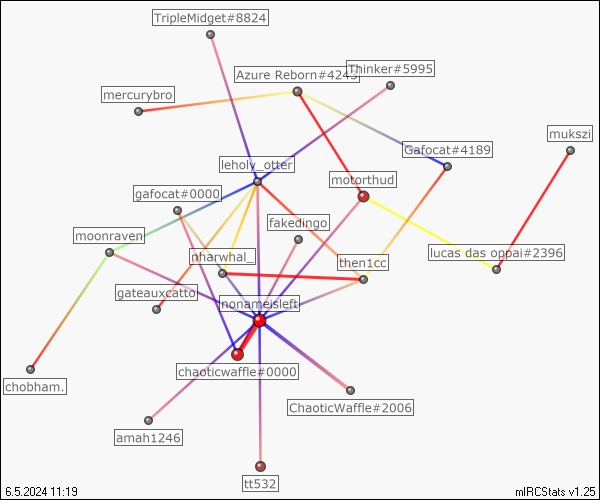 TripleMidget#8824
Thinker#5995
Azure Reborn#4243
mercurybro
mukszi
Gafocat#4189
leholy_otter
motorthud
gafocat#0000
fakedingo
moonraven
lucas das oppai#2396
nharwhal_
then1cc
gateauxcatto
nonameisleft
chaoticwaffle#0000
chobham.
ChaoticWaffle#2006
amah1246
tt532
6.5.2024 11:19
mIRCStats v1.25